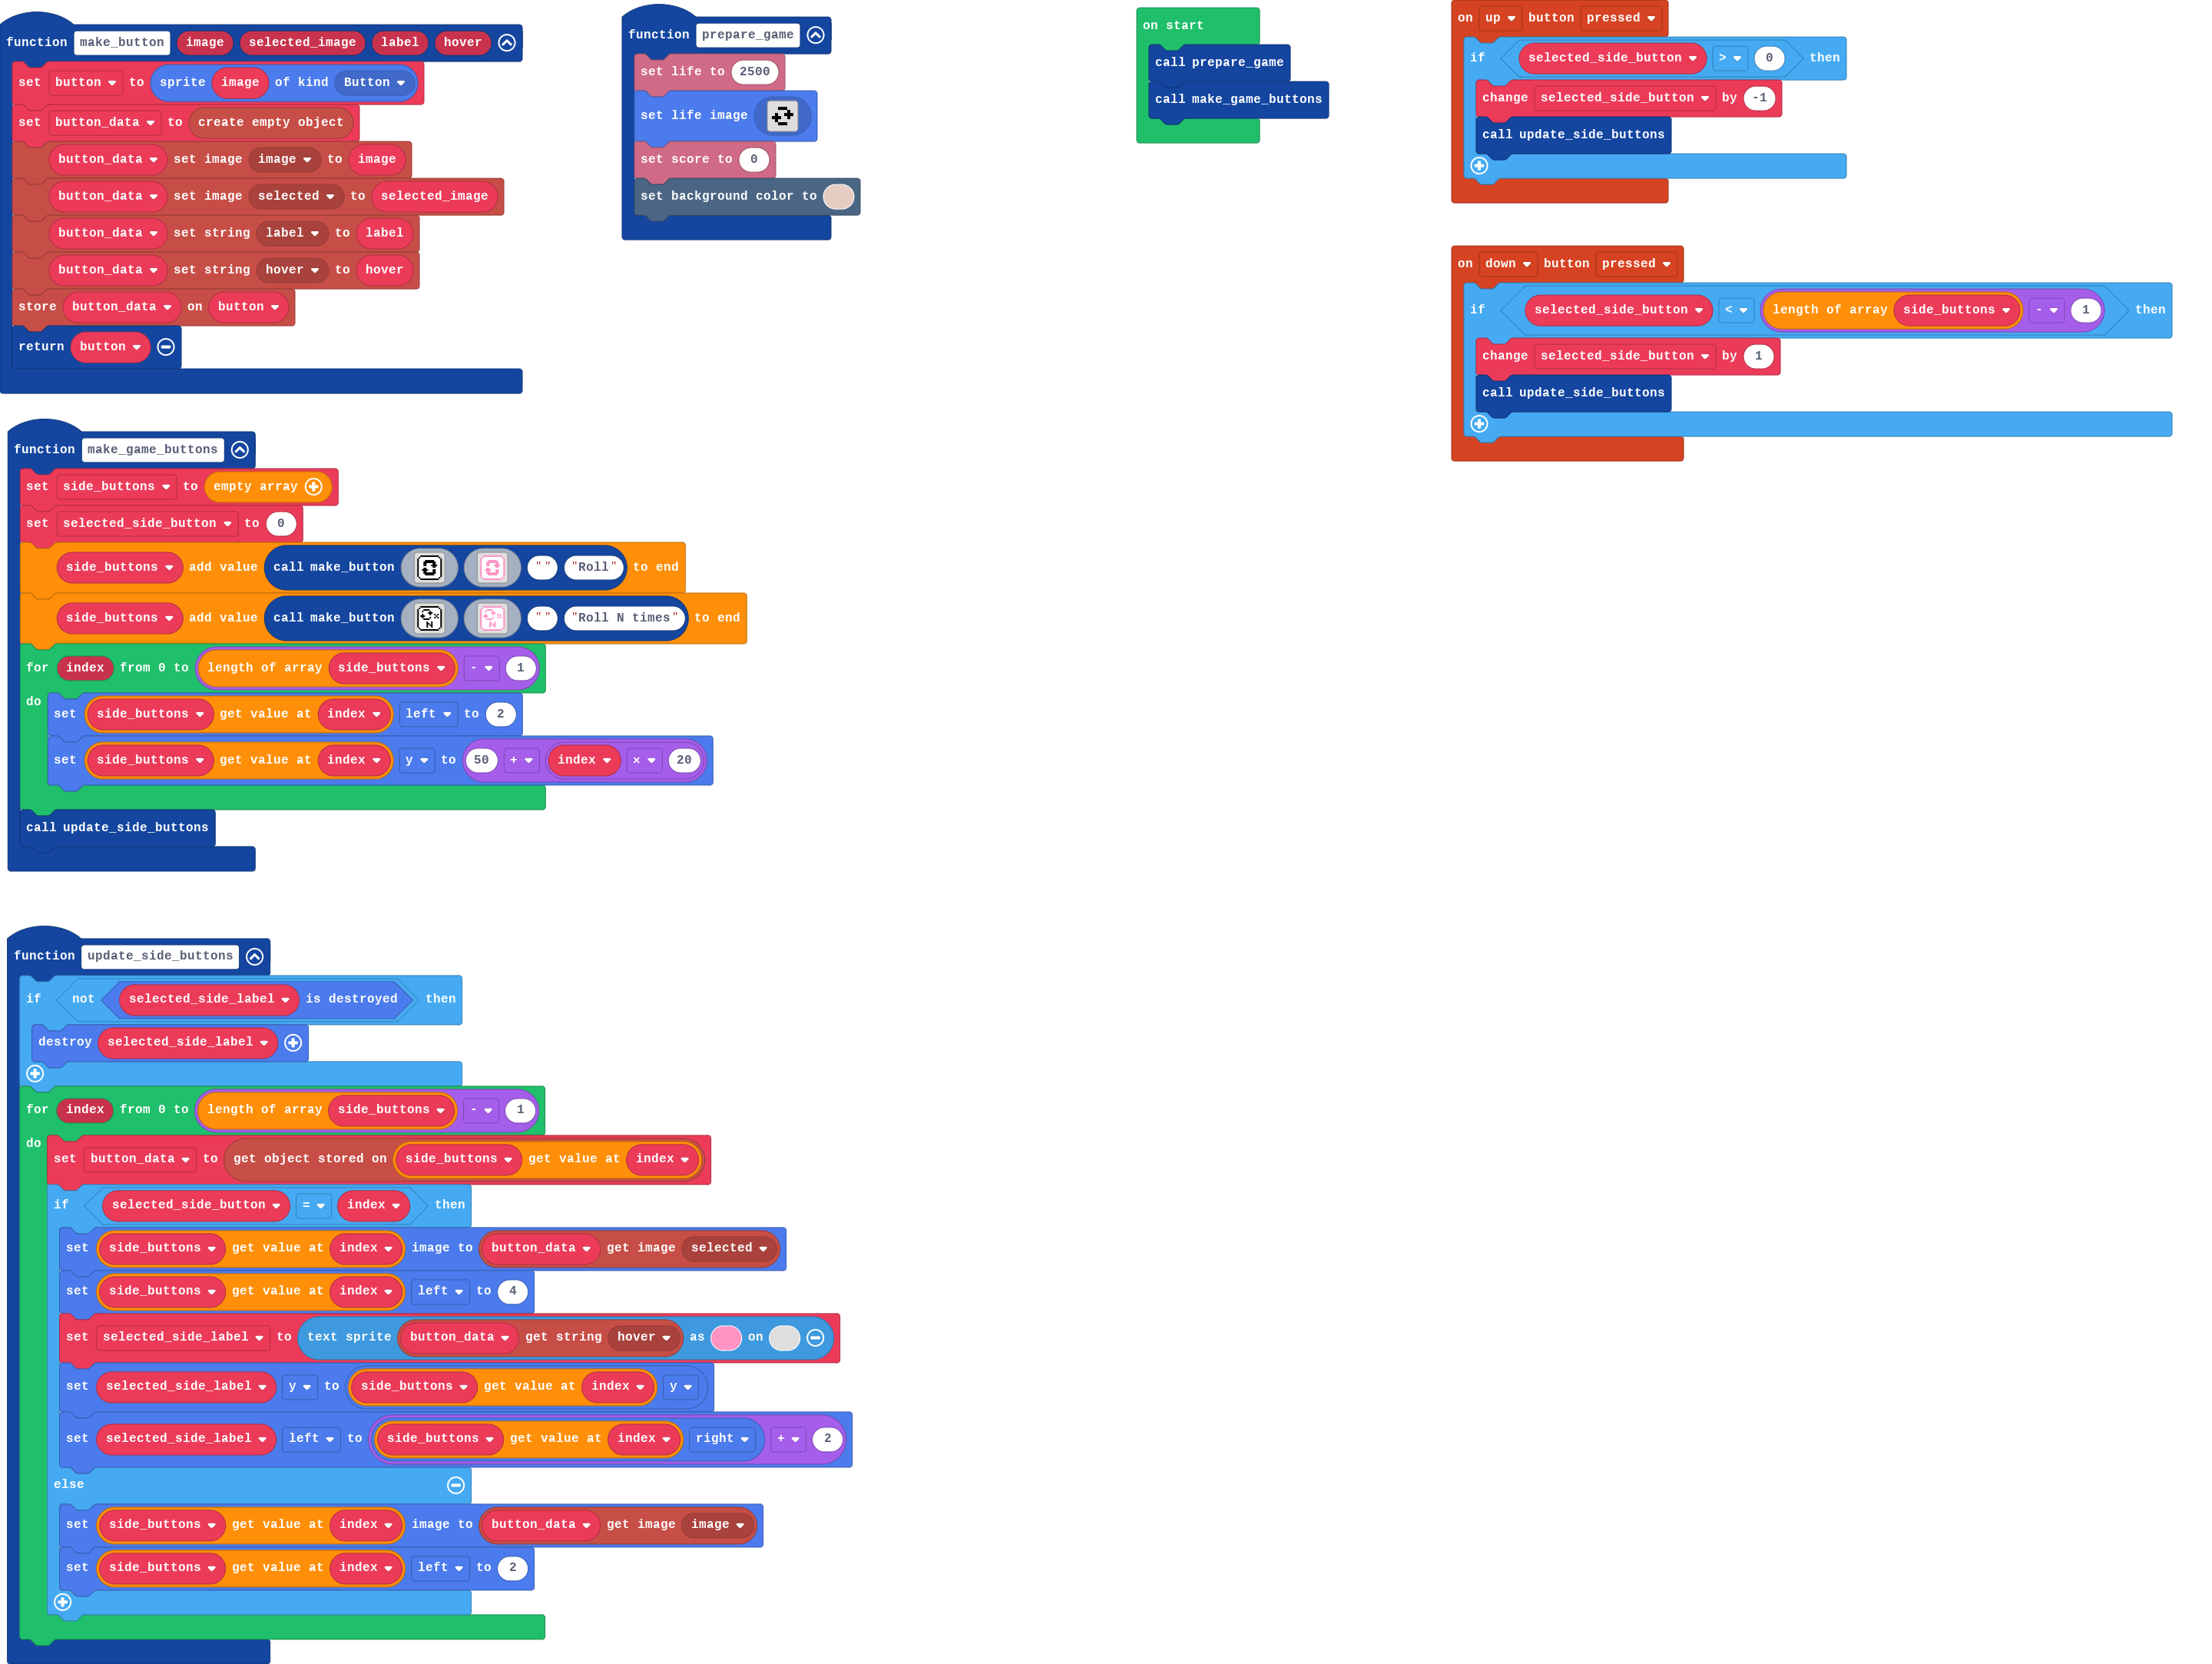 function make_button image selected_image label hover
set button to sprite image of kind Button
set button_data to create empty object
button_data set image image to image
button_data set image selected to selected_image
button_data set string label to label
button_data set string hover to hover
store button_data on button
return button
function prepare_game
set life to 2500
set life image
set score to 0
set background color to
on start
call prepare_game
call make_game_buttons
on up button pressed
if selected_side_button > 0 then
change selected_side_button by -1
call update_side_buttons
on down button pressed
if selected_side_button < length of array side_buttons - 1 then
change selected_side_button by 1
call update_side_buttons
function make_game_buttons
set side_buttons to empty array
set selected_side_button to 0
side_buttons add value call make_button "" "Roll" to end
side_buttons add value call make_button N N "" "Roll N times" to end
for index from 0 to length of array side_buttons - 1
do
set side_buttons get value at index left to 2
set side_buttons get value at index y to 50 + index × 20
call update_side_buttons
function update_side_buttons
if not selected_side_label is destroyed then
destroy selected_side_label
for index from 0 to length of array side_buttons - 1
do
set button_data to get object stored on side_buttons get value at index
if selected_side_button = index then
set side_buttons get value at index image to button_data get image selected
set side_buttons get value at index left to 4
set selected_side_label to text sprite button_data get string hover as on
set selected_side_label y to side_buttons get value at index y
set selected_side_label left to side_buttons get value at index right + 2
else
set side_buttons get value at index image to button_data get image image
set side_buttons get value at index left to 2